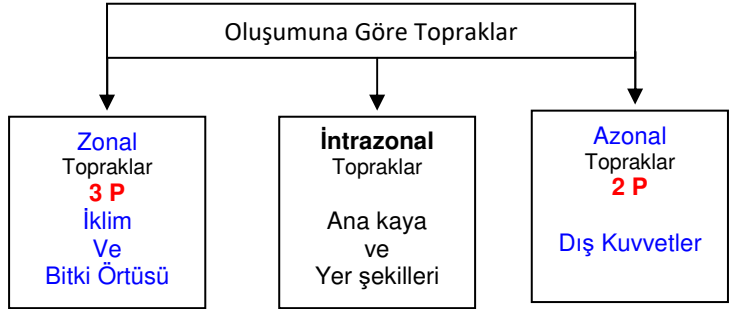 Oluşumuna Göre Topraklar
Zonal
Topraklar
3 P
İklim
Ve
Bitki Örtüsü
İntrazonal
Topraklar
Ana kaya
ve
Yer şekilleri
Azonal
Topraklar
2 P
Dış Kuvvetler